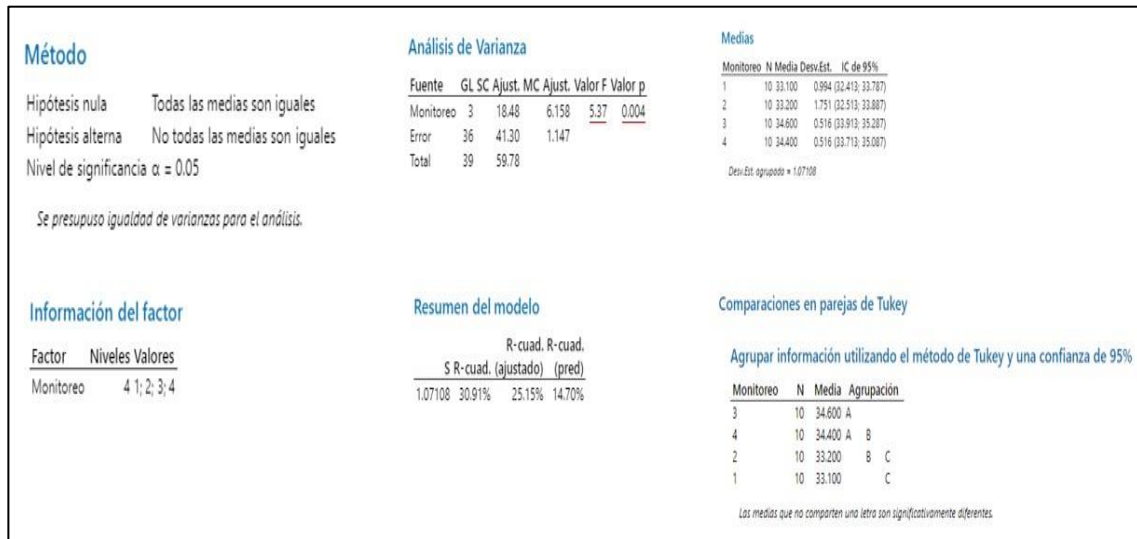 Método
Hipótesis nula Todas las medias son iguales
Hipótesis alterna No todas las medias son iguales
Nivel de significancia α = 0.05
Se presupuso igualdad de varianzas para el análisis.
Análisis de Varianza
Fuente GL SC Ajust. MC Ajust. Valor F Valor p
Monitoreo 3 18.48 6.158 5.37 0.004
Error 36 41.30 1.147
Total 39 59.78
Medias
Monitoreo N Media Desv.Est. IC de 95%
1 10 33.100 0.994 (32.413; 33.787)
2 10 33.200 1.751 (32.513; 33.887)
3 10 34.600 0.516 (33.913; 35.287)
4 10 34.400 0.516 (33.713; 35.087)
Desv.Est. agrupada = 1.07108
Información del factor
Factor Niveles Valores
Monitoreo 4 1; 2; 3; 4
Resumen del modelo
R-cuad. R-cuad.
S R-cuad. (ajustado) (pred)
1.07108 30.91% 25.15% 14.70%
Comparaciones en parejas de Tukey
Agrupar información utilizando el método de Tukey y una confianza de 95%
Monitoreo N Media Agrupación
3 10 34.600 A
4 10 34.400 A B
2 10 33.200 B C
1 10 33.100 C
Las medias que no comparten una letra son significativamente diferentes.